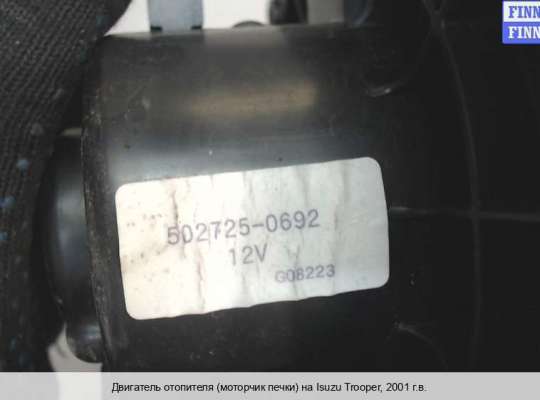 FINN
FINN
502725-0692
12V
G08223
Двигатель отопителя (моторчик печки) на Isuzu Trooper, 2001 г.в.